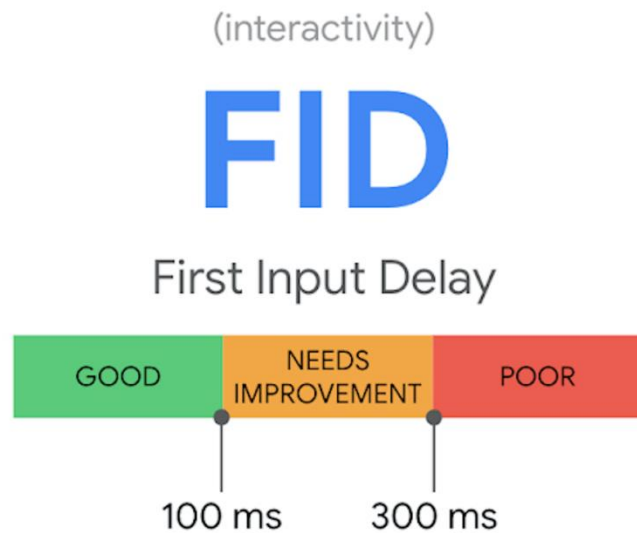 (interactivity)
FID
First Input Delay
GOOD
NEEDS
IMPROVEMENT
POOR
100 ms
300 ms